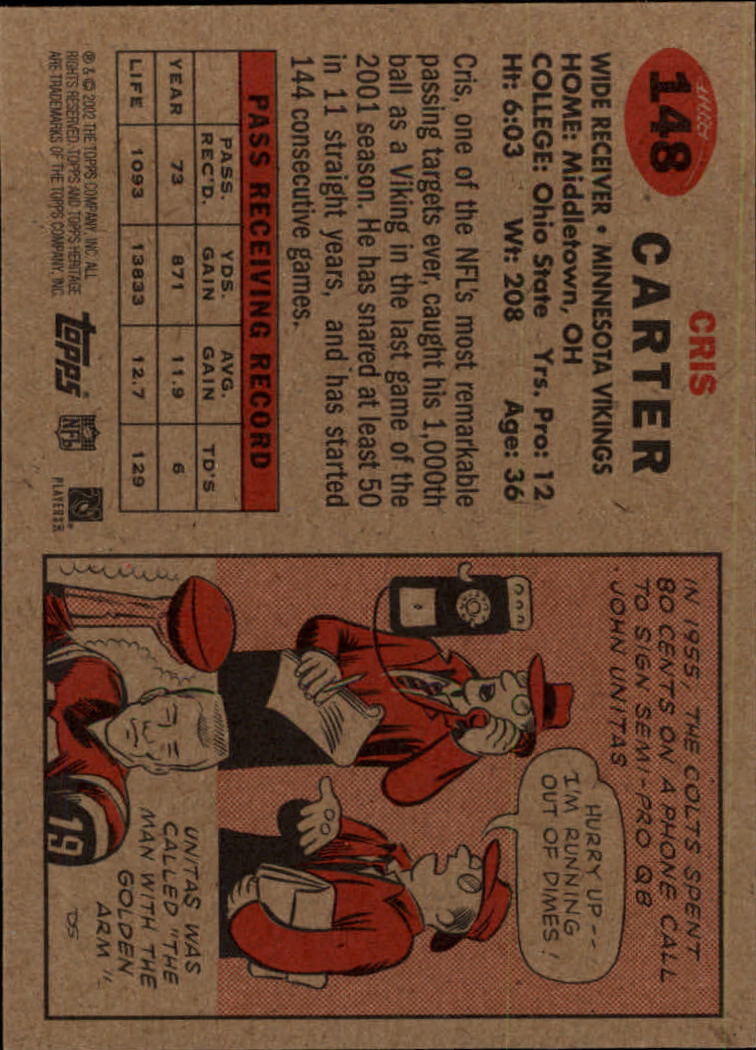 148
CRIS
CARTER
WIDE RECEIVER • MINNESOTA VIKINGS
HOME: Middletown, OH
COLLEGE: Ohio State Yrs. Pro: 12
Ht: 6:03 Wt: 208 Age: 36
Cris, one of the NFL's most remarkable
passing targets ever, caught his 1,000th
ball as a Viking in the last game of the
2001 season. He has snared at least 50
in 11 straight years, and has started
144 consecutive games.
PASS RECEIVING RECORD
PASS. REC'D. YDS. GAIN AVG. GAIN TD'S
YEAR 73 871 11.9 6
LIFE 1093 13833 12.7 129
® & © 2002 THE TOPPS COMPANY, INC. ALL
RIGHTS RESERVED. TOPPS AND TOPPS HERITAGE
ARE TRADEMARKS OF THE TOPPS COMPANY, INC.
topps
NFL
PLAYERS
IN 1955, THE COLTS SPENT
80 CENTS ON A PHONE CALL
TO SIGN SEMI-PRO QB
JOHN UNITAS
HURRY UP--
I'M RUNNING
OUT OF DIMES!
UNITAS WAS
CALLED "THE
MAN WITH THE
GOLDEN
ARM"
19